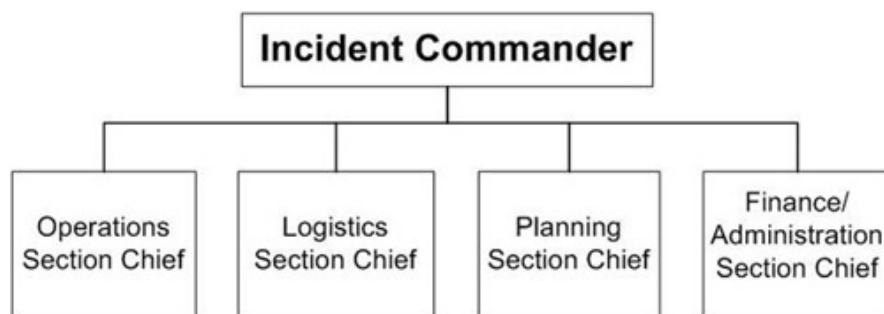 Incident Commander
Operations
Section Chief
Logistics
Section Chief
Planning
Section Chief
Finance/
Administration
Section Chief